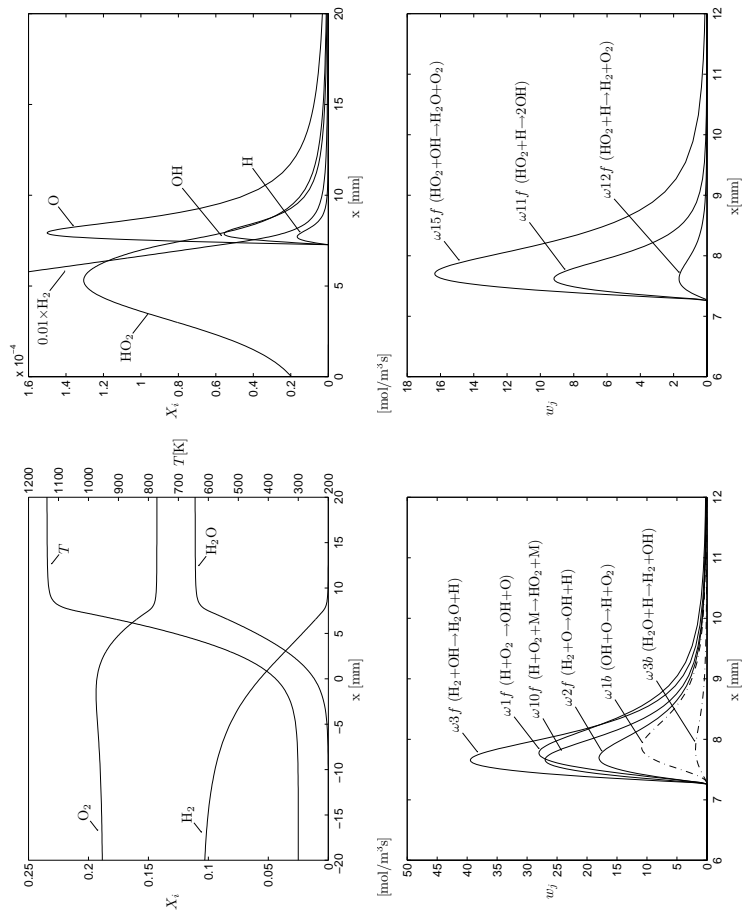 0.25
0.2
0.15
0.1
0.05
0
X_i
−20
−15
−10
−5
0
5
10
15
20
x [mm]
1200
1100
1000
900
800
700
600
500
400
300
200
T[K]
O₂
H₂
T
H₂O
x 10⁻⁴
1.6
1.4
1.2
1
0.8
0.6
0.4
0.2
0
X_i
0
5
10
15
20
x [mm]
0.01×H₂
HO₂
O
OH
H
[mol/m³s]
50
45
40
35
30
25
20
15
10
5
0
w_j
6
7
8
9
10
11
12
x [mm]
ω3f (H₂+OH→H₂O+H)
ω1f (H+O₂→OH+O)
ω10f (H+O₂+M→HO₂+M)
ω2f (H₂+O→OH+H)
ω1b (OH+O→H+O₂)
ω3b (H₂O+H→H₂+OH)
[mol/m³s]
18
16
14
12
10
8
6
4
2
0
w_j
6
7
8
9
10
11
12
x[mm]
ω15f (HO₂+OH→H₂O+O₂)
ω11f (HO₂+H→2OH)
ω12f (HO₂+H→H₂+O₂)